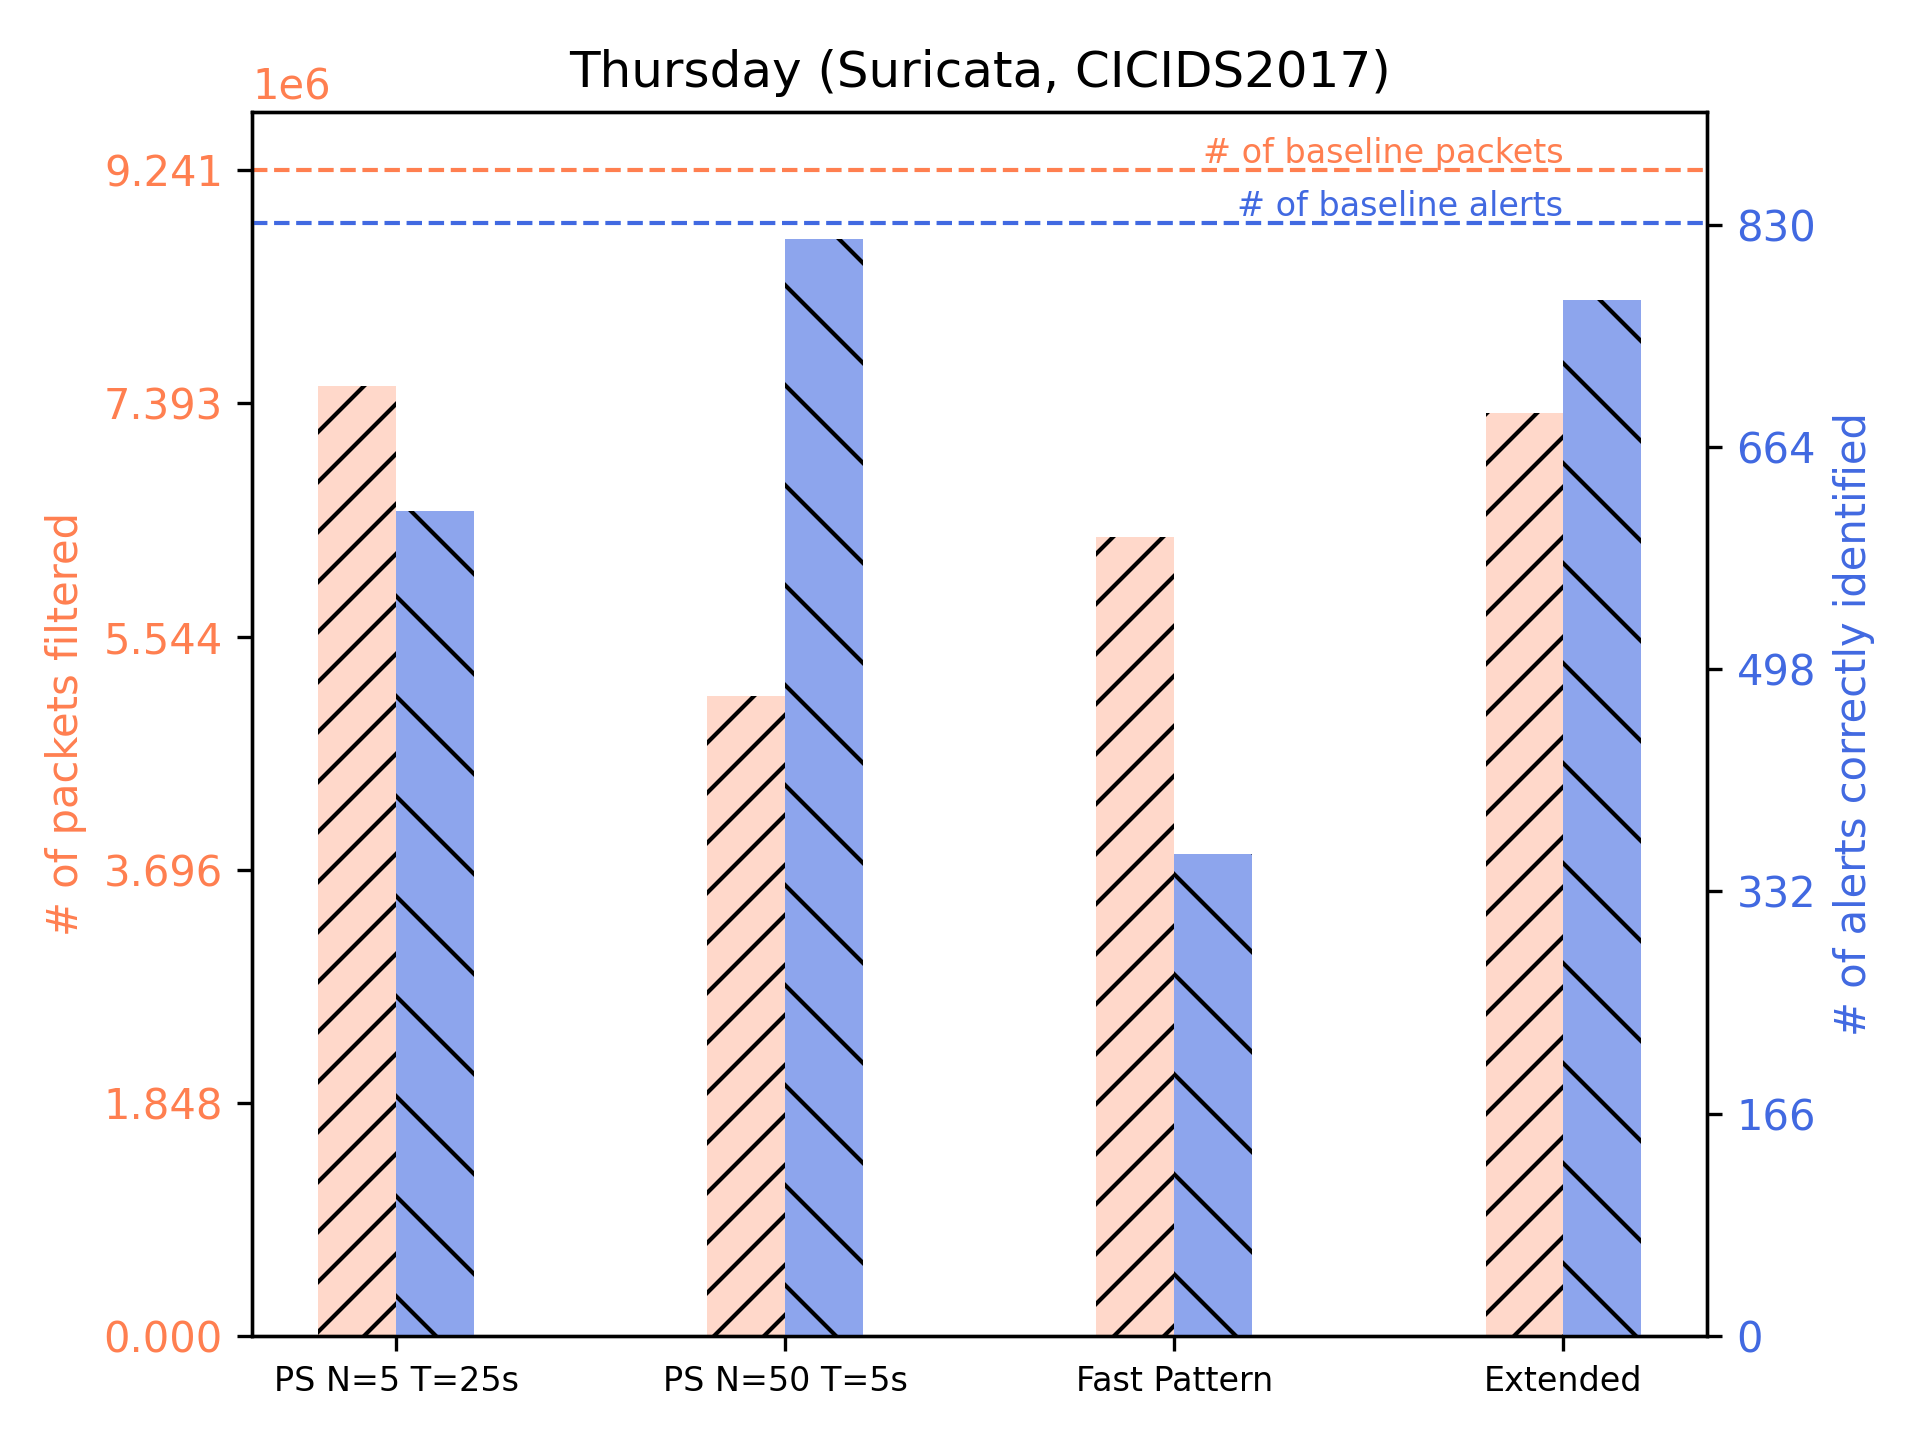 Thursday (Suricata, CICIDS2017)
1e6
# of baseline packets
# of baseline alerts
9.241
7.393
5.544
3.696
1.848
0.000
# of packets filtered
830
664
498
332
166
0
# of alerts correctly identified
PS N=5 T=25s
PS N=50 T=5s
Fast Pattern
Extended